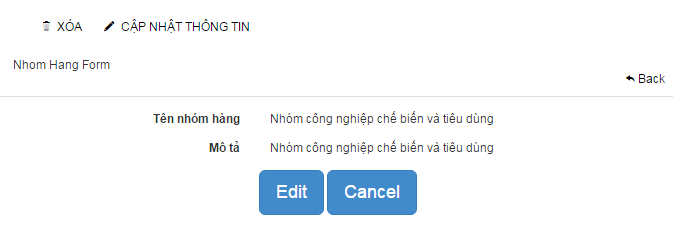 XÓA CẬP NHẬT THÔNG TIN
Nhom Hang Form
Back
Tên nhóm hàng Nhóm công nghiệp chế biến và tiêu dùng
Mô tả Nhóm công nghiệp chế biến và tiêu dùng
Edit Cancel